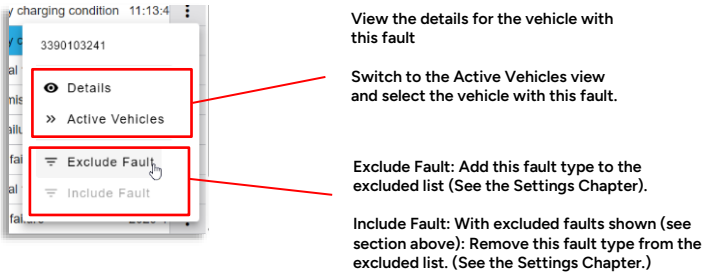 y charging condition 11:13:4
3390103241
Details
Active Vehicles
Exclude Fault
Include Fault
View the details for the vehicle with
this fault
Switch to the Active Vehicles view
and select the vehicle with this fault.
Exclude Fault: Add this fault type to the
excluded list (See the Settings Chapter).
Include Fault: With excluded faults shown (see
section above): Remove this fault type from the
excluded list. (See the Settings Chapter.)